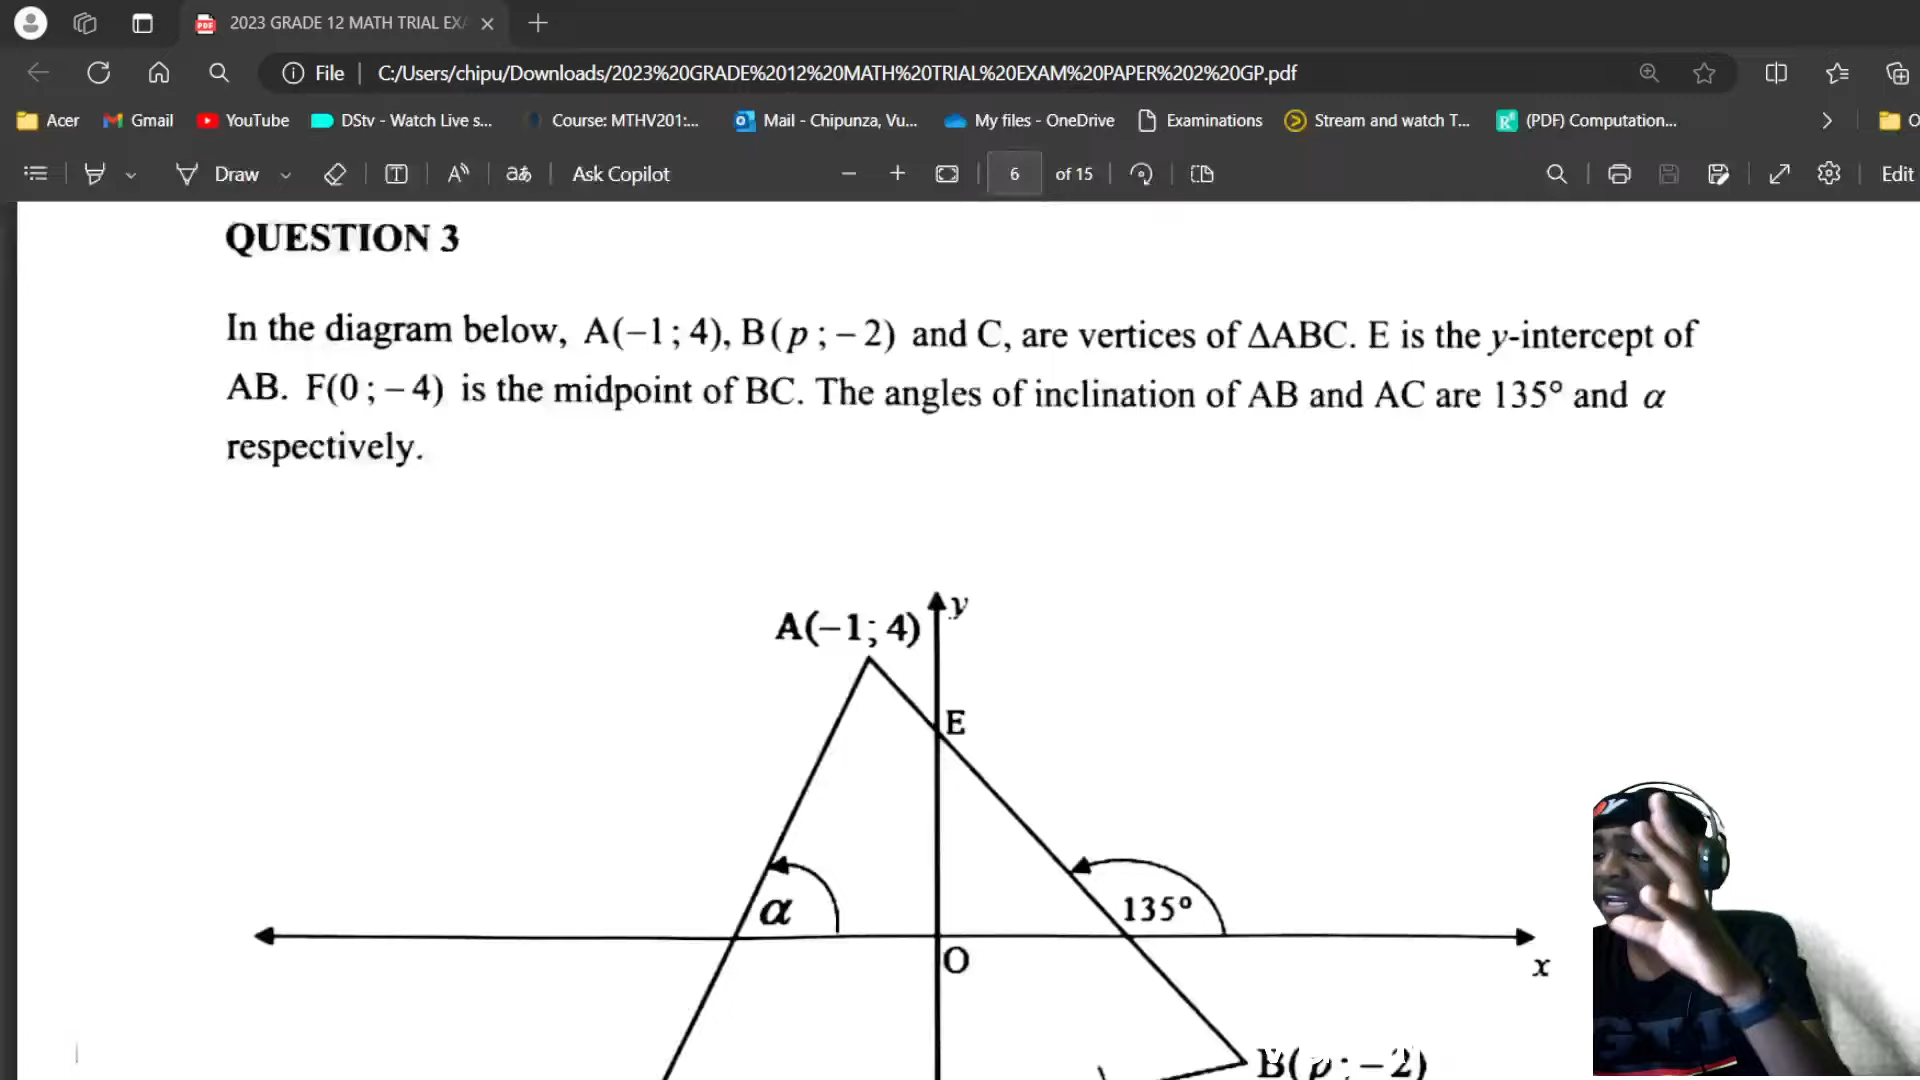 2023 GRADE 12 MATH TRIAL EXA
File
C:/Users/chipu/Downloads/2023%20GRADE%2012%20MATH%20TRIAL%20EXAM%20PAPER%202%20GP.pdf
Acer
Gmail
YouTube
DStv - Watch Live s...
Course: MTHV201:...
Mail - Chipunza, Vu...
My files - OneDrive
Examinations
Stream and watch T...
(PDF) Computation...
Draw
Ask Copilot
6 of 15
Edit
QUESTION 3
In the diagram below, A(−1 ; 4), B( p ; − 2) and C, are vertices of ΔABC. E is the y-intercept of
AB. F(0 ; − 4) is the midpoint of BC. The angles of inclination of AB and AC are 135° and α
respectively.
y
A(−1; 4)
E
α
135°
O
x
B( p ; −2)